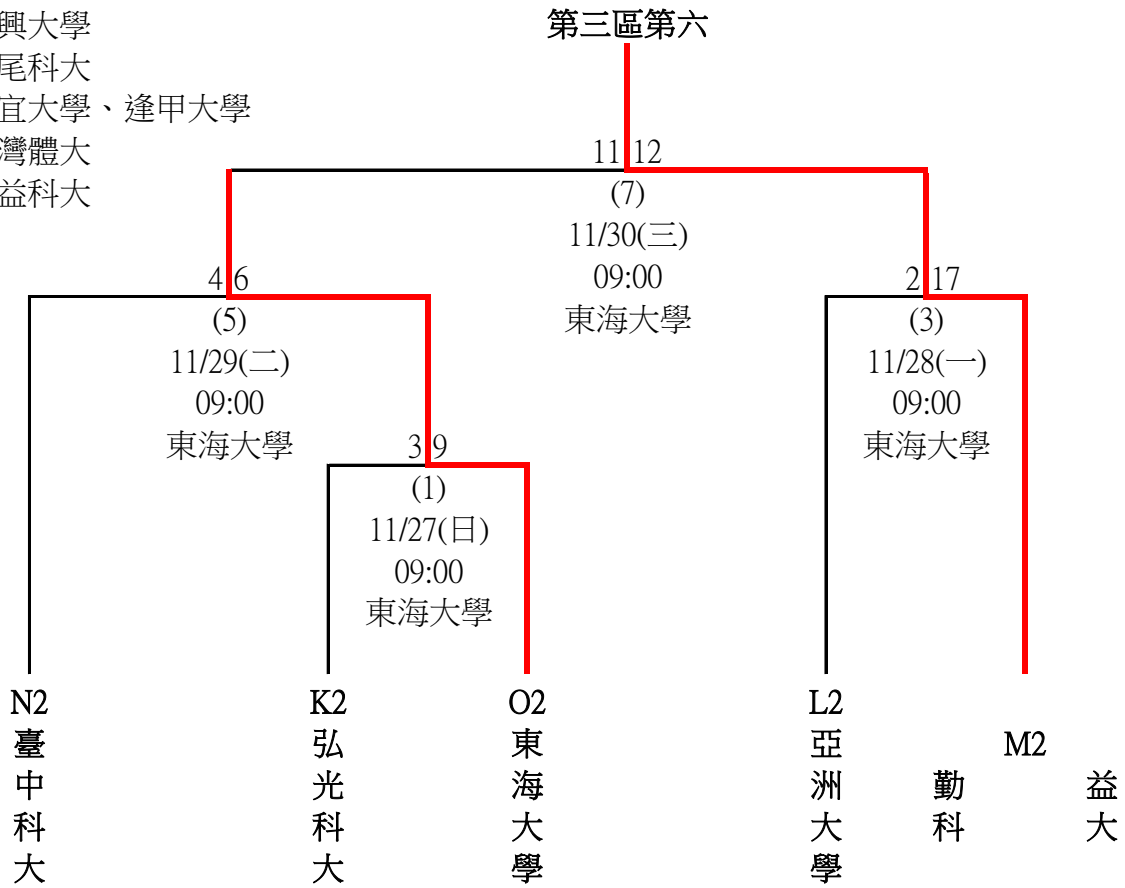 興大學
尾科大
宜大學、逢甲大學
灣體大
益科大
第三區第六
11 12
(7)
11/30(三)
09:00
東海大學
4 6
(5)
11/29(二)
09:00
東海大學
2 17
(3)
11/28(一)
09:00
東海大學
3 9
(1)
11/27(日)
09:00
東海大學
N2
臺中科大
K2
弘光科大
O2
東海大學
L2
亞洲大學
M2
勤益
科大